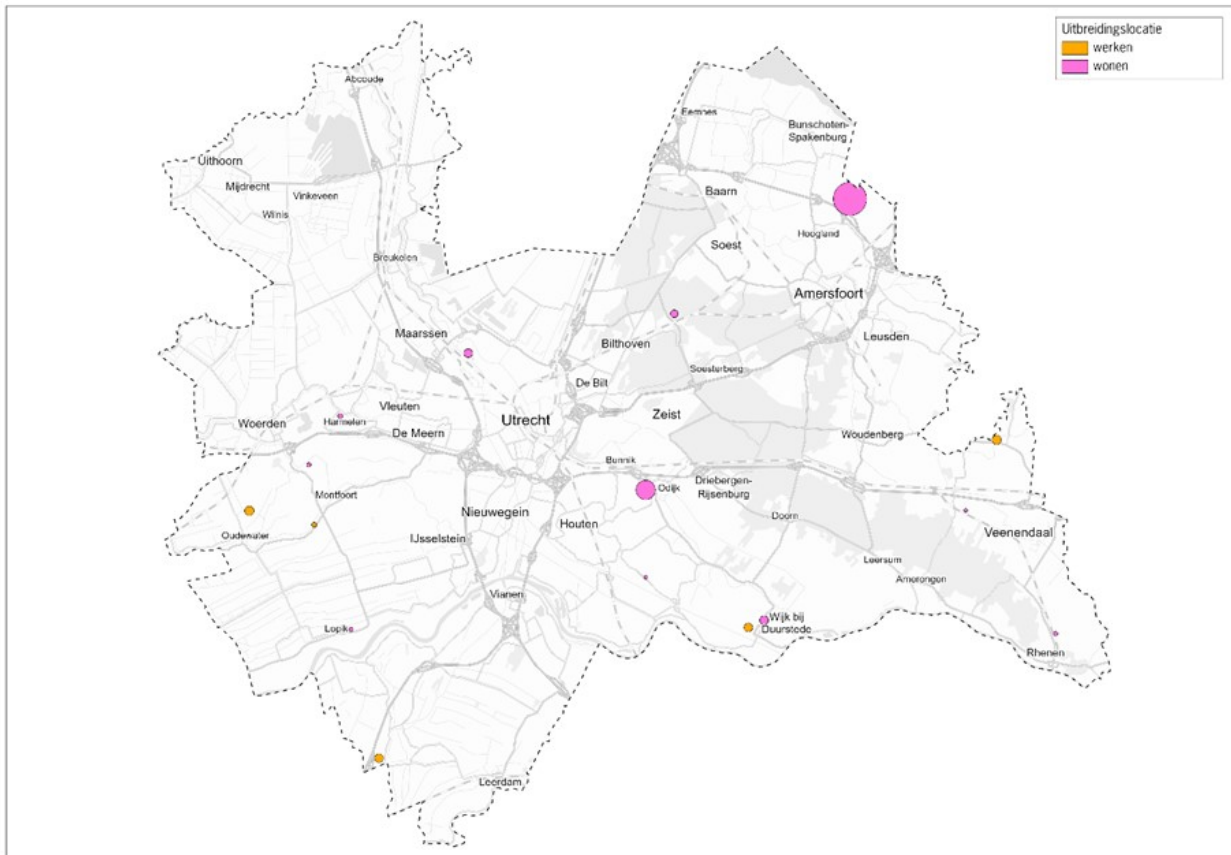 Uitbreidingslocatie
werken
wonen
Abcoude
Eemnes
Bunschoten-
Spakenburg
Uithoorn
Mijdrecht
Vinkeveen
Wilnis
Baarn
Hoogland
Soest
Breukelen
Amersfoort
Maarssen
Leusden
Bilthoven
Soesterberg
De Bilt
Vleuten
Harmelen
Woerden
Utrecht
Zeist
De Meern
Woudenberg
Bunnik
Driebergen-
Rijsenburg
Odijk
Montfoort
Nieuwegein
Houten
Doorn
Veenendaal
Oudewater
IJsselstein
Leersum
Amerongen
Vianen
Lopik
Wijk bij
Duurstede
Rhenen
Leerdam